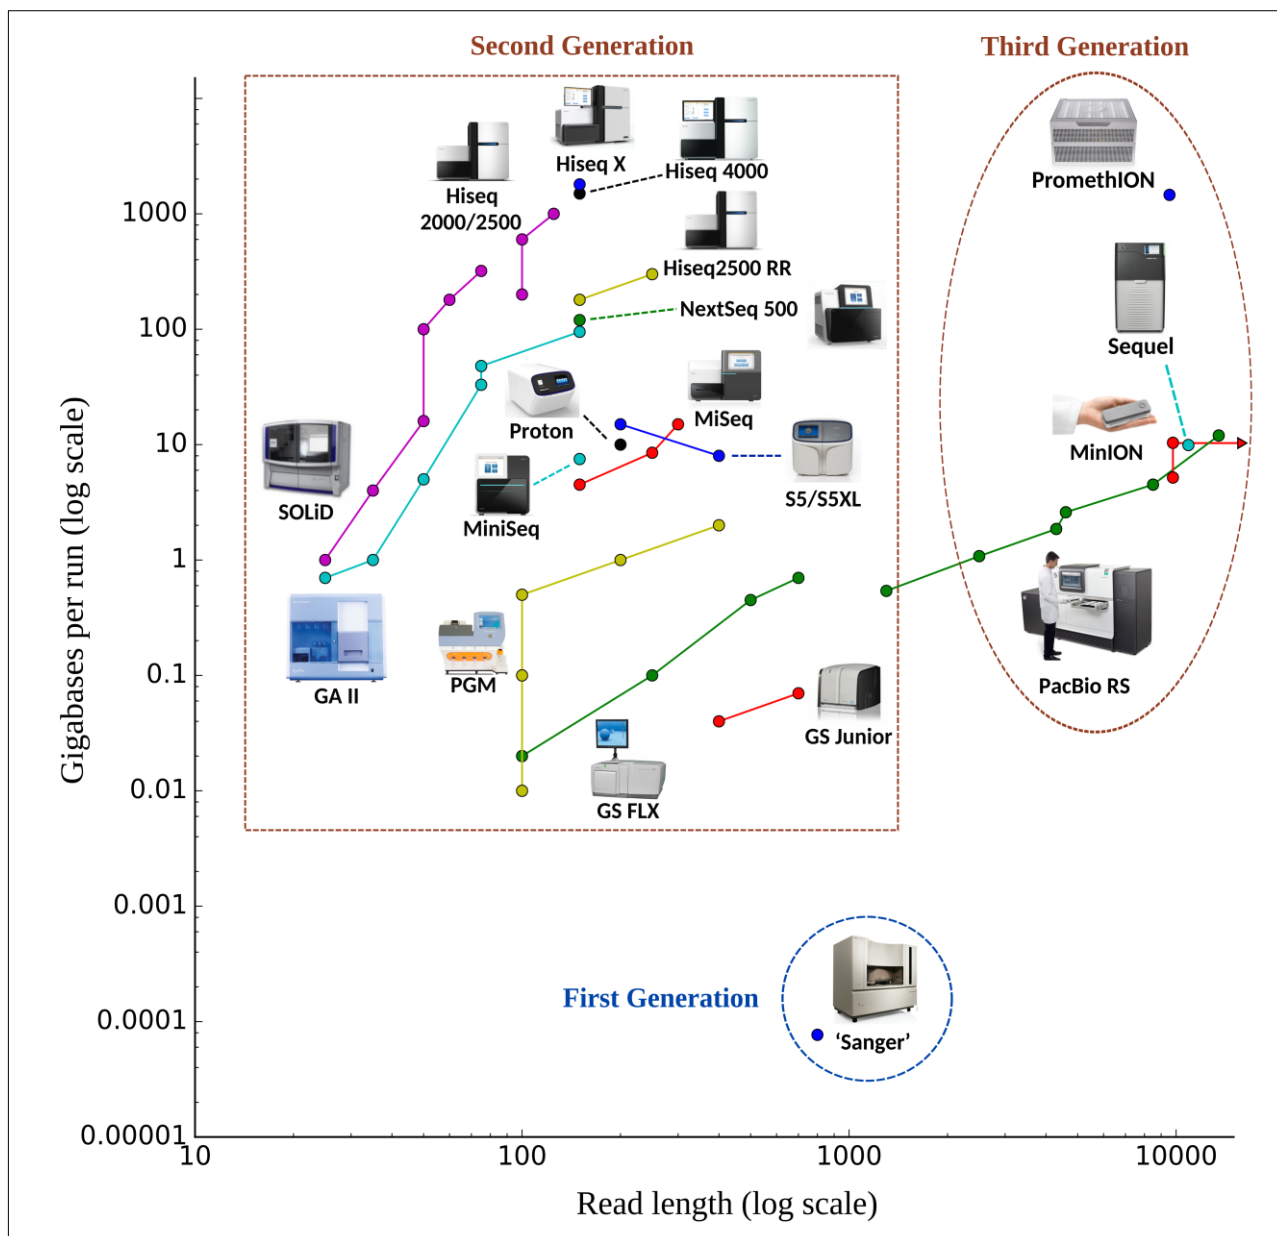 Second Generation
Third Generation
Hiseq X
Hiseq 4000
Hiseq
2000/2500
PromethION
1000
Hiseq2500 RR
NextSeq 500
100
Sequel
Proton
MiSeq
MinION
10
SOLiD
MiniSeq
S5/S5XL
1
GA II
PGM
PacBio RS
0.1
GS Junior
0.01
GS FLX
0.001
First Generation
0.0001
'Sanger'
0.00001
10
100
1000
10000
Gigabases per run (log scale)
Read length (log scale)